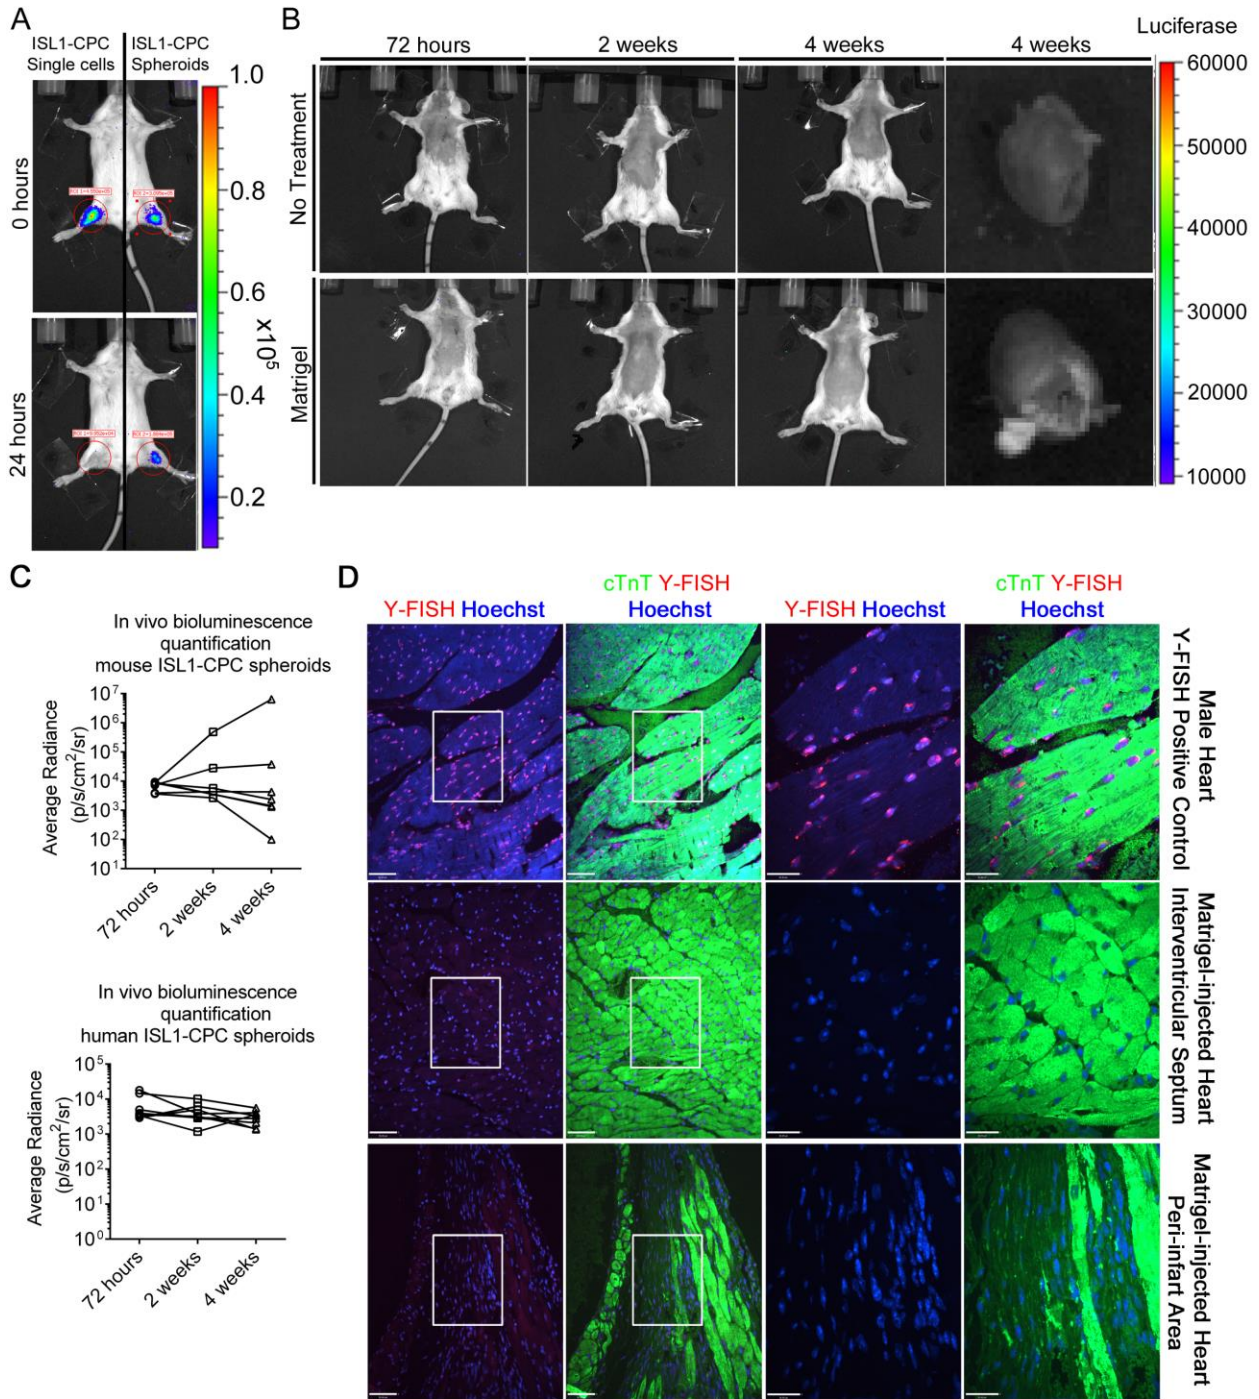 A
ISL1-CPC
Single cells
ISL1-CPC
Spheroids
0 hours
24 hours
1.0
0.8
0.6
0.4
0.2
x10⁵
B
72 hours
2 weeks
4 weeks
4 weeks
Luciferase
No Treatment
Matrigel
60000
50000
40000
30000
20000
10000
C
In vivo bioluminescence
quantification
mouse ISL1-CPC spheroids
Average Radiance
(p/s/cm²/sr)
10⁷
10⁶
10⁵
10⁴
10³
10²
10¹
72 hours
2 weeks
4 weeks
In vivo bioluminescence
quantification
human ISL1-CPC spheroids
Average Radiance
(p/s/cm²/sr)
10⁵
10⁴
10³
10²
10¹
10⁰
72 hours
2 weeks
4 weeks
D
Y-FISH Hoechst
cTnT Y-FISH
Hoechst
Y-FISH Hoechst
cTnT Y-FISH
Hoechst
Male Heart
Y-FISH Positive Control
Matrigel-injected Heart
Interventricular Septum
Matrigel-injected Heart
Peri-infart Area